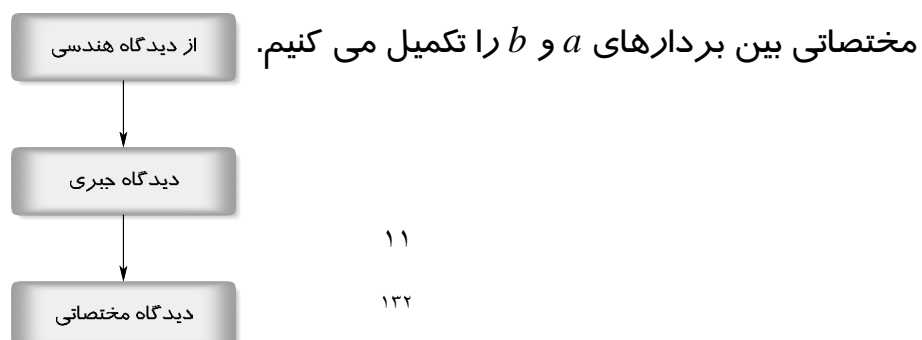 مختصاتی بین بردارهای a و b را تکمیل می کنیم.
از دیدگاه هندسی
دیدگاه جبری
۱۱
۱۳۲
دیدگاه مختصاتی